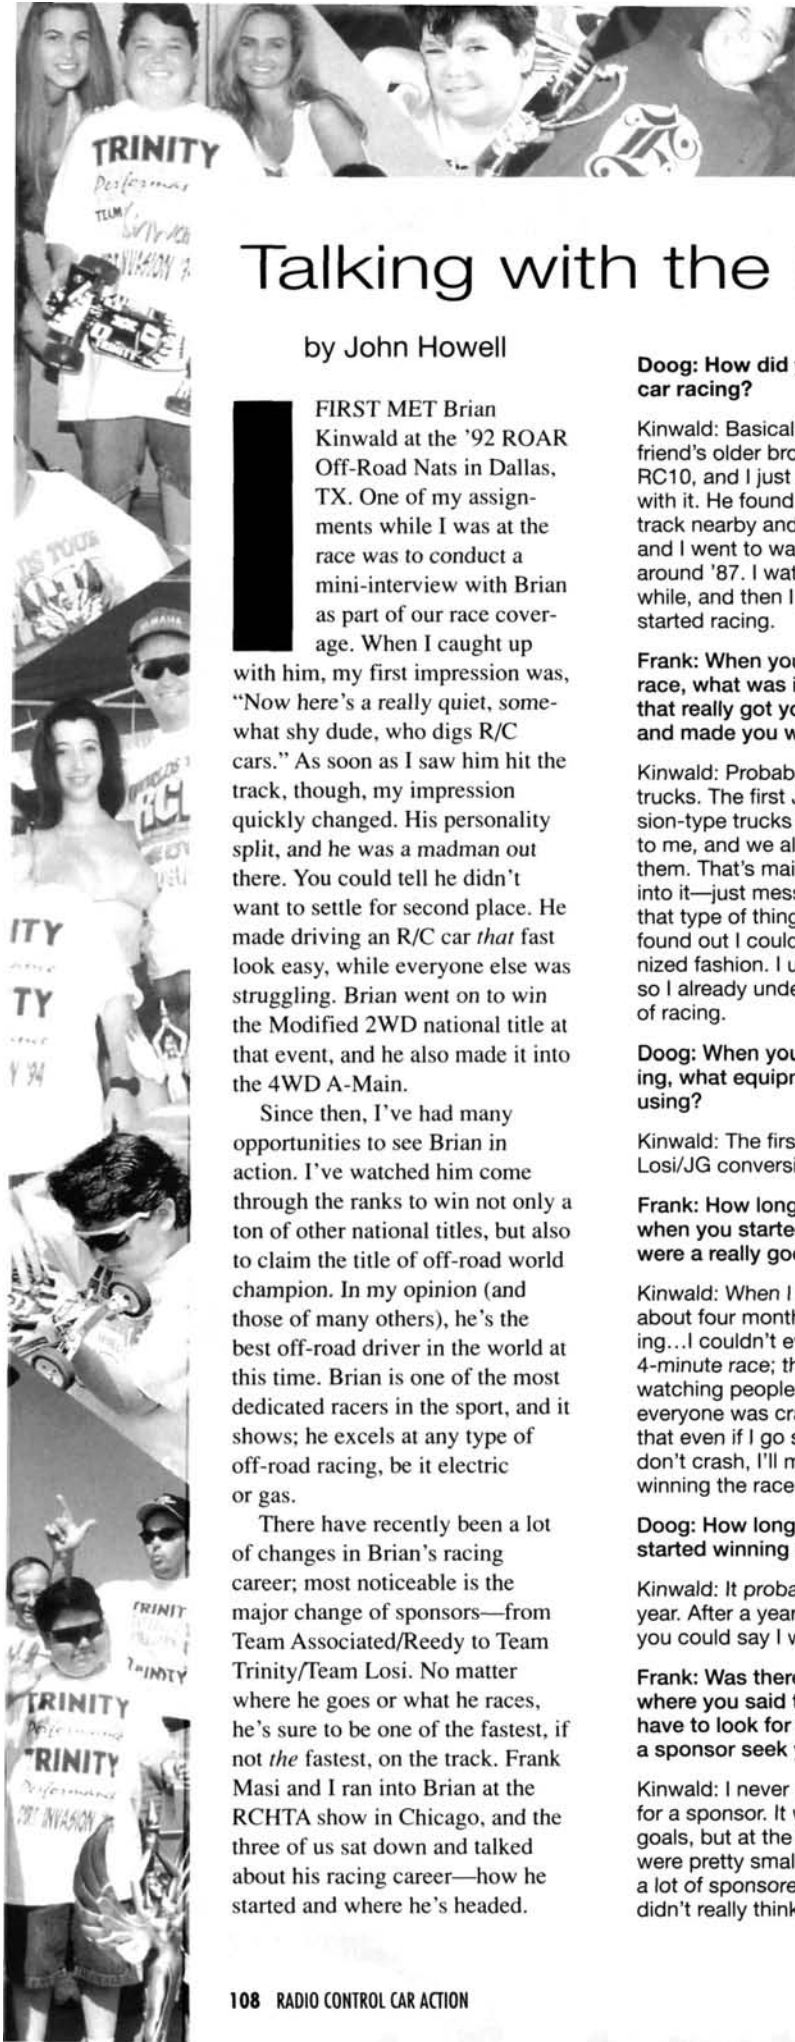 TRINITY
TEAM
INVASION
TRINITY
Talking with the
by John Howell
I FIRST MET Brian
Kinwald at the ’92 ROAR
Off-Road Nats in Dallas,
TX. One of my assign-
ments while I was at the
race was to conduct a
mini-interview with Brian
as part of our race cover-
age. When I caught up
with him, my first impression was,
“Now here’s a really quiet, some-
what shy dude, who digs R/C
cars.” As soon as I saw him hit the
track, though, my impression
quickly changed. His personality
split, and he was a madman out
there. You could tell he didn’t
want to settle for second place. He
made driving an R/C car that fast
look easy, while everyone else was
struggling. Brian went on to win
the Modified 2WD national title at
that event, and he also made it into
the 4WD A-Main.
Since then, I’ve had many
opportunities to see Brian in
action. I’ve watched him come
through the ranks to win not only a
ton of other national titles, but also
to claim the title of off-road world
champion. In my opinion (and
those of many others), he’s the
best off-road driver in the world at
this time. Brian is one of the most
dedicated racers in the sport, and it
shows; he excels at any type of
off-road racing, be it electric
or gas.
There have recently been a lot
of changes in Brian’s racing
career; most noticeable is the
major change of sponsors—from
Team Associated/Reedy to Team
Trinity/Team Losi. No matter
where he goes or what he races,
he’s sure to be one of the fastest, if
not the fastest, on the track. Frank
Masi and I ran into Brian at the
RCHTA show in Chicago, and the
three of us sat down and talked
about his racing career—how he
started and where he’s headed.
Doog: How did
car racing?
Kinwald: Basical
friend’s older bro
RC10, and I just
with it. He found
track nearby and
and I went to wa
around ’87. I wat
while, and then I
started racing.
Frank: When you
race, what was i
that really got yo
and made you w
Kinwald: Probab
trucks. The first J
sion-type trucks
to me, and we al
them. That’s mai
into it—just mess
that type of thing
found out I could
nized fashion. I u
so I already unde
of racing.
Doog: When you
ing, what equipm
using?
Kinwald: The firs
Losi/JG conversi
Frank: How long
when you starte
were a really goo
Kinwald: When I
about four month
ing...I couldn’t e
4-minute race; th
watching people
everyone was cra
that even if I go s
don’t crash, I’ll m
winning the race
Doog: How long
started winning
Kinwald: It proba
year. After a year
you could say I w
Frank: Was there
where you said t
have to look for
a sponsor seek
Kinwald: I never
for a sponsor. It w
goals, but at the
were pretty smal
a lot of sponsore
didn’t really think
YAMAHA
RCL
ITY
TY
Y '94
TRINIT
TRINITY
TRINITY
Performance
TRINITY
INVASION
108 RADIO CONTROL CAR ACTION